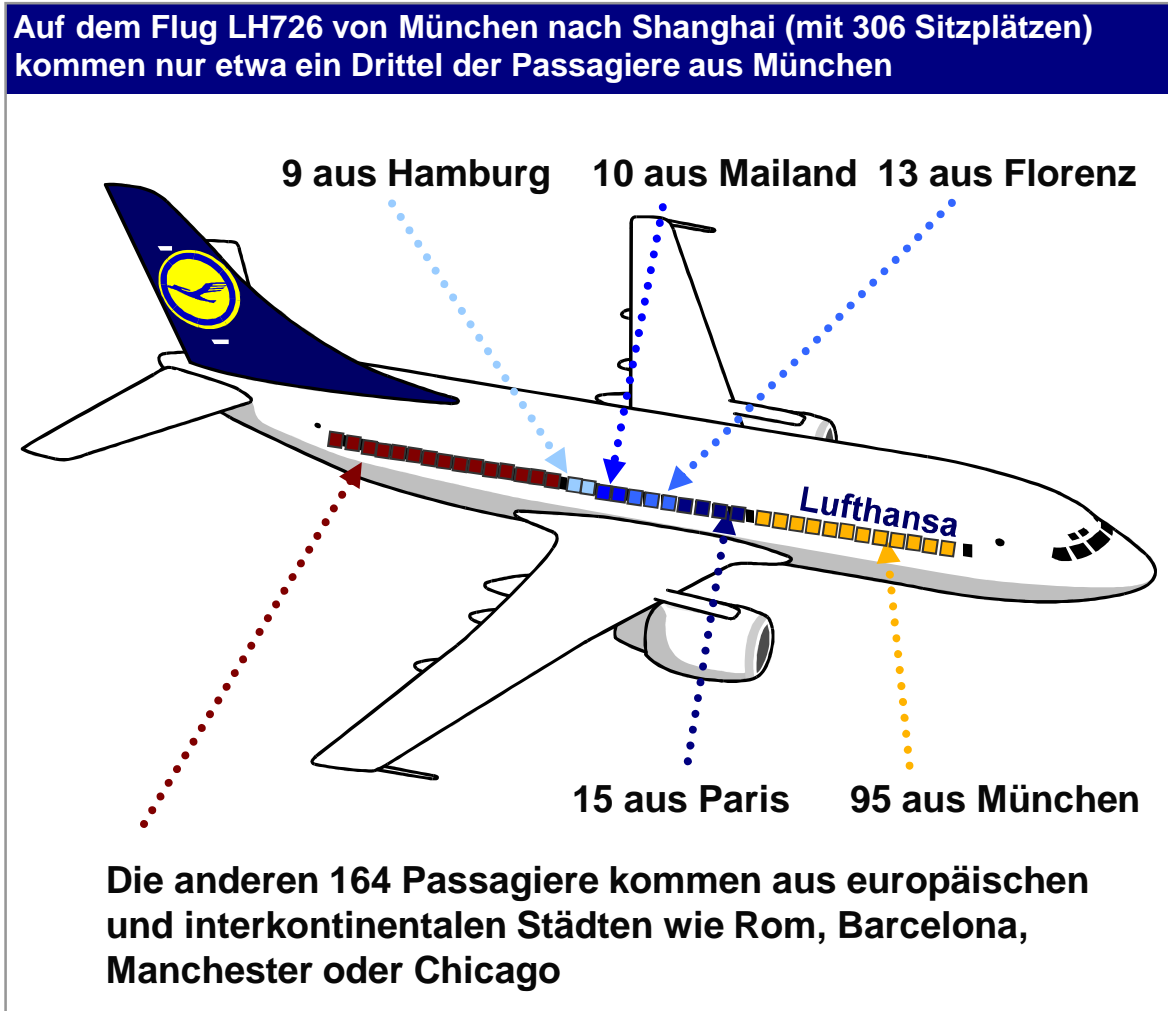 Auf dem Flug LH726 von München nach Shanghai (mit 306 Sitzplätzen)
kommen nur etwa ein Drittel der Passagiere aus München
9 aus Hamburg
10 aus Mailand
13 aus Florenz
Lufthansa
15 aus Paris
95 aus München
Die anderen 164 Passagiere kommen aus europäischen
und interkontinentalen Städten wie Rom, Barcelona,
Manchester oder Chicago